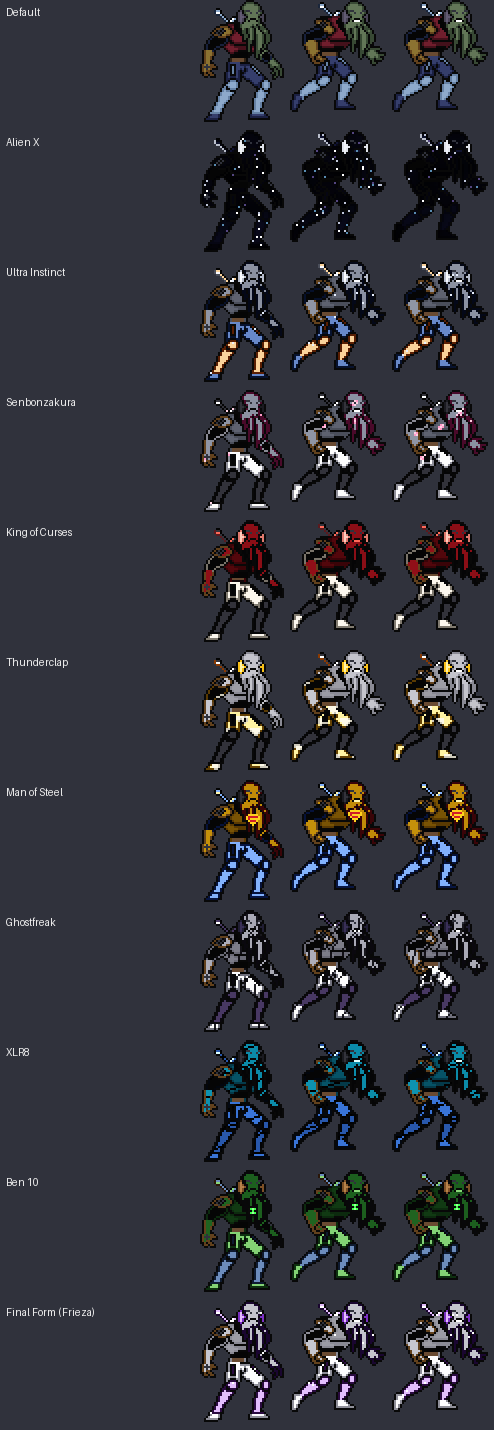 Default
Alien X
Ultra Instinct
Senbonzakura
King of Curses
Thunderclap
Man of Steel
Ghostfreak
XLR8
Ben 10
Final Form (Frieza)